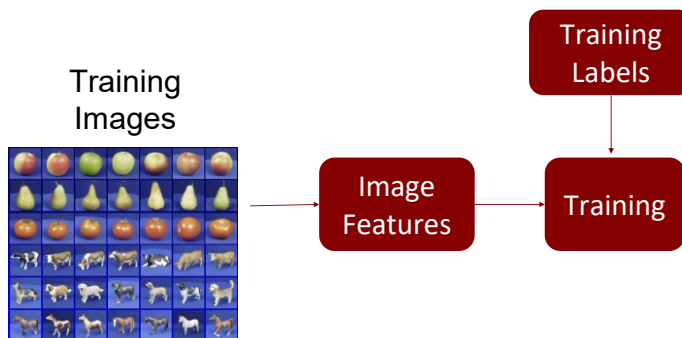 Training
Labels
Training
Images
Image
Features
Training